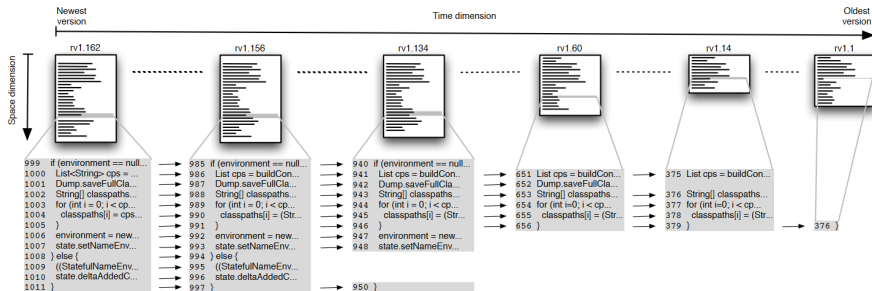 Newest version
Time dimension
Oldest version
Space dimension
rv1.162
rv1.156
rv1.134
rv1.60
rv1.14
rv1.1
999 if (environment == null...
1000 List<String> cps = ...
1001 Dump.saveFullCla...
1002 String[] classpaths...
1003 for (int i = 0; i < cp...
1004 classpaths[i] = cps...
1005 }
1006 environment = new...
1007 state.setNameEnv...
1008 } else {
1009 ((StatefulNameEnv...
1010 state.deltaAddedC...
1011 }
985 if (environment == null...
986 List cps = buildCon...
987 Dump.saveFullCla...
988 String[] classpaths...
989 for (int i = 0; i < cp...
990 classpaths[i] = (Str...
991 }
992 environment = new...
993 state.setNameEnv...
994 } else {
995 ((StatefulNameEnv...
996 state.deltaAddedC...
997 }
940 if (environment == null...
941 List cps = buildCon..
942 Dump.saveFullCla...
943 String[] classpaths...
944 for (int i = 0; i < cp...
945 classpaths[i] = (Str...
946 }
947 environment = new...
948 state.setNameEnv...
950 }
651 List cps = buildCon...
652 Dump.saveFullCla...
653 String[] classpaths...
654 for (int i=0; i < cp...
655 classpaths[i] = (Str...
656 }
375 List cps = buildCon...
376 String[] classpaths...
377 for (int i=0; i < cp...
378 classpaths[i] = (Str...
379 }
376 }